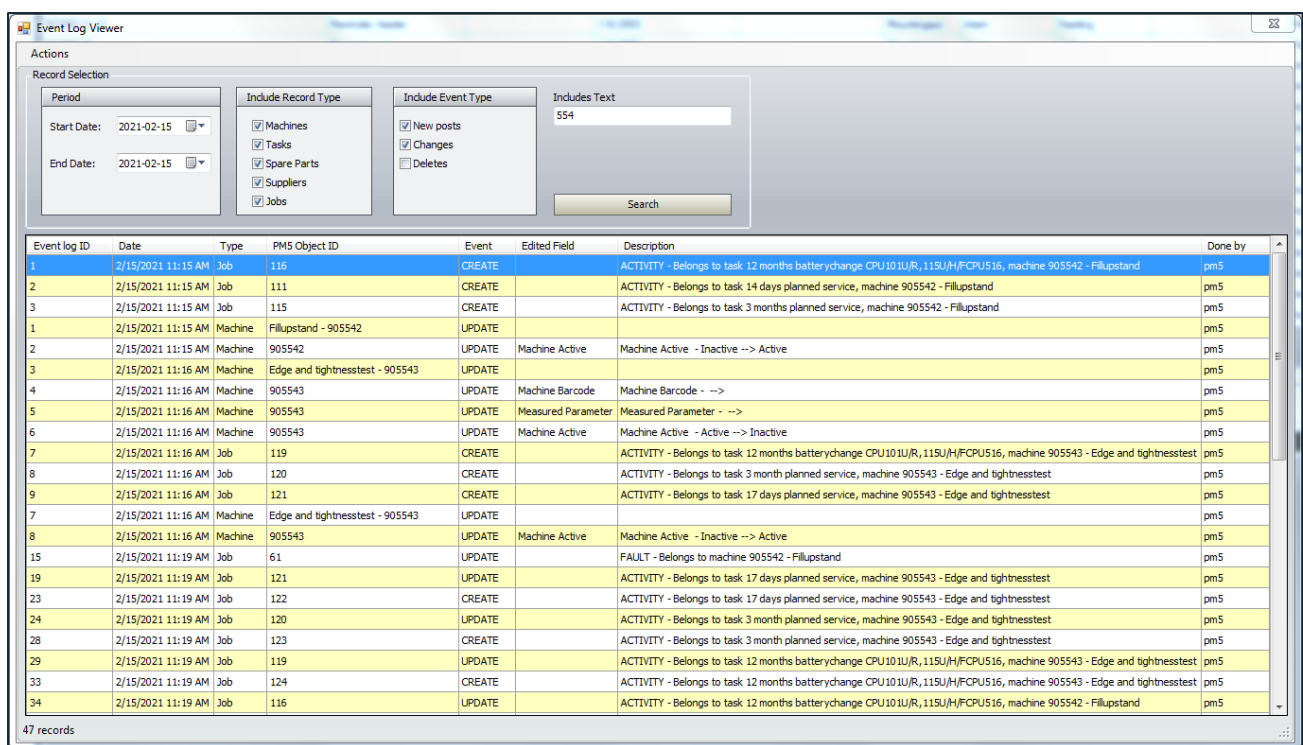 Event Log Viewer
Actions
Record Selection
Period
Start Date: 2021-02-15
End Date: 2021-02-15
Include Record Type
Machines
Tasks
Spare Parts
Suppliers
Jobs
Include Event Type
New posts
Changes
Deletes
Includes Text
554
Search
Event log ID Date Type PM5 Object ID Event Edited Field Description Done by
1 2/15/2021 11:15 AM Job 116 CREATE ACTIVITY - Belongs to task 12 months batterychange CPU101U/R,115U/H/FCPU516, machine 905542 - Fillupstand pm5
2 2/15/2021 11:15 AM Job 111 CREATE ACTIVITY - Belongs to task 14 days planned service, machine 905542 - Fillupstand pm5
3 2/15/2021 11:15 AM Job 115 CREATE ACTIVITY - Belongs to task 3 months planned service, machine 905542 - Fillupstand pm5
1 2/15/2021 11:15 AM Machine Fillupstand - 905542 UPDATE pm5
2 2/15/2021 11:15 AM Machine 905542 UPDATE Machine Active Machine Active - Inactive --> Active pm5
3 2/15/2021 11:16 AM Machine Edge and tightnesstest - 905543 UPDATE pm5
4 2/15/2021 11:16 AM Machine 905543 UPDATE Machine Barcode Machine Barcode - --> pm5
5 2/15/2021 11:16 AM Machine 905543 UPDATE Measured Parameter Measured Parameter - --> pm5
6 2/15/2021 11:16 AM Machine 905543 UPDATE Machine Active Machine Active - Active --> Inactive pm5
7 2/15/2021 11:16 AM Job 119 CREATE ACTIVITY - Belongs to task 12 months batterychange CPU101U/R,115U/H/FCPU516, machine 905543 - Edge and tightnesstest pm5
8 2/15/2021 11:16 AM Job 120 CREATE ACTIVITY - Belongs to task 3 month planned service, machine 905543 - Edge and tightnesstest pm5
9 2/15/2021 11:16 AM Job 121 CREATE ACTIVITY - Belongs to task 17 days planned service, machine 905543 - Edge and tightnesstest pm5
7 2/15/2021 11:16 AM Machine Edge and tightnesstest - 905543 UPDATE pm5
8 2/15/2021 11:16 AM Machine 905543 UPDATE Machine Active Machine Active - Inactive --> Active pm5
15 2/15/2021 11:19 AM Job 61 UPDATE FAULT - Belongs to machine 905542 - Fillupstand pm5
19 2/15/2021 11:19 AM Job 121 UPDATE ACTIVITY - Belongs to task 17 days planned service, machine 905543 - Edge and tightnesstest pm5
23 2/15/2021 11:19 AM Job 122 CREATE ACTIVITY - Belongs to task 17 days planned service, machine 905543 - Edge and tightnesstest pm5
24 2/15/2021 11:19 AM Job 120 UPDATE ACTIVITY - Belongs to task 3 month planned service, machine 905543 - Edge and tightnesstest pm5
28 2/15/2021 11:19 AM Job 123 CREATE ACTIVITY - Belongs to task 3 month planned service, machine 905543 - Edge and tightnesstest pm5
29 2/15/2021 11:19 AM Job 119 UPDATE ACTIVITY - Belongs to task 12 months batterychange CPU101U/R,115U/H/FCPU516, machine 905543 - Edge and tightnesstest pm5
33 2/15/2021 11:19 AM Job 124 CREATE ACTIVITY - Belongs to task 12 months batterychange CPU101U/R,115U/H/FCPU516, machine 905543 - Edge and tightnesstest pm5
34 2/15/2021 11:19 AM Job 116 UPDATE ACTIVITY - Belongs to task 12 months batterychange CPU101U/R,115U/H/FCPU516, machine 905542 - Fillupstand pm5
47 records